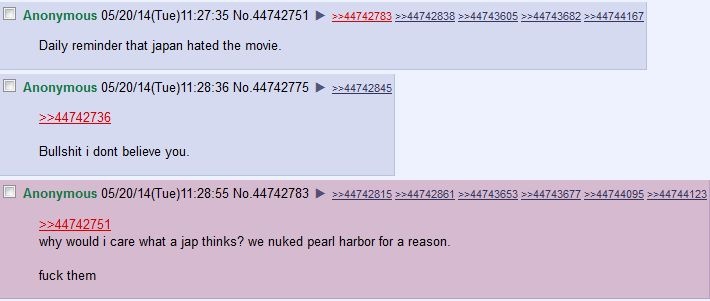 Anonymous 05/20/14(Tue)11:27:35 No.44742751 ▶ >>44742783 >>44742838 >>44743605 >>44743682 >>44744167
Daily reminder that japan hated the movie.
Anonymous 05/20/14(Tue)11:28:36 No.44742775 ▶ >>44742845
>>44742736
Bullshit i dont believe you.
Anonymous 05/20/14(Tue)11:28:55 No.44742783 ▶ >>44742815 >>44742861 >>44743653 >>44743677 >>44744095 >>44744123
>>44742751
why would i care what a jap thinks? we nuked pearl harbor for a reason.
fuck them